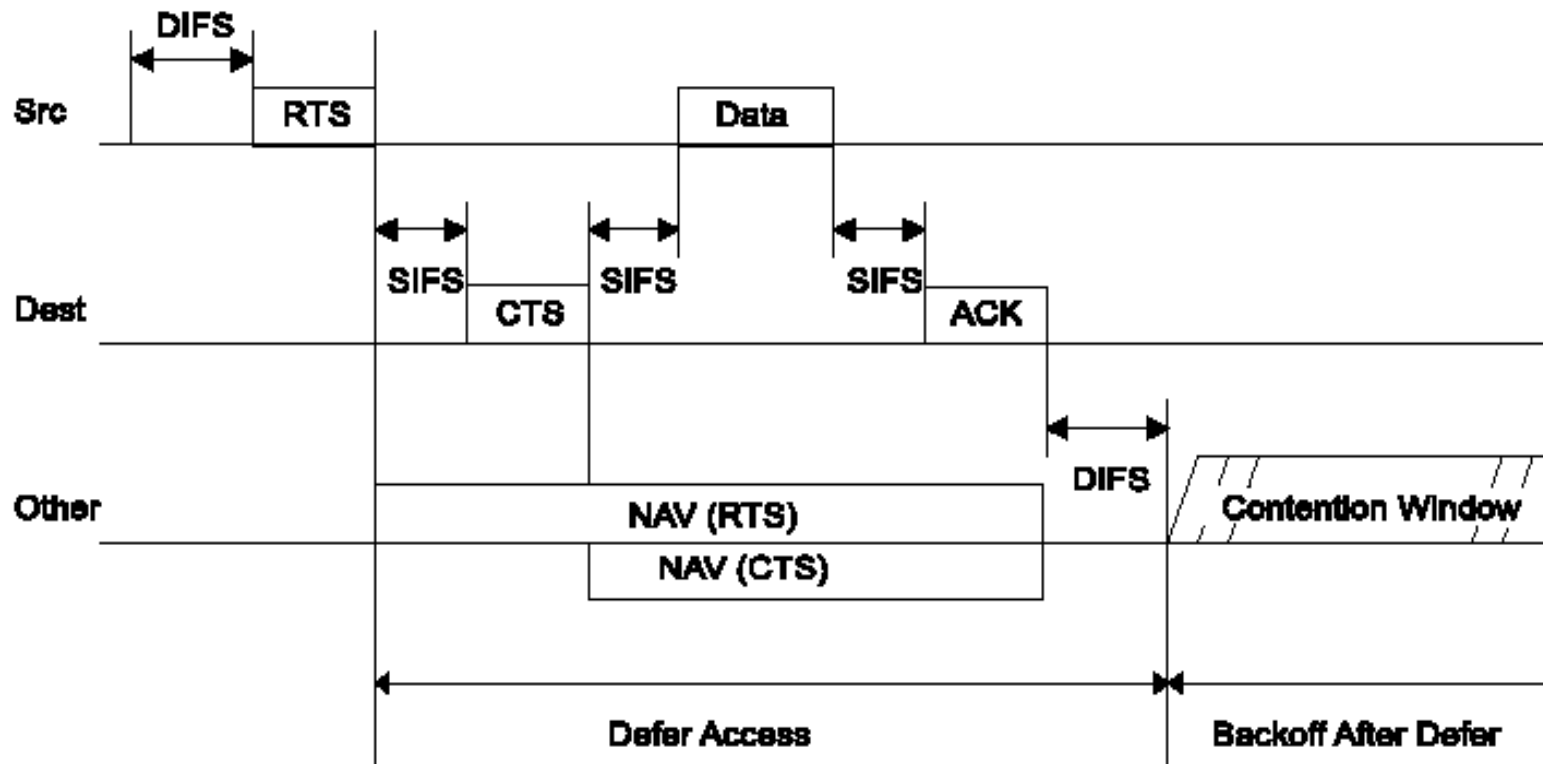 DIFS
Src
RTS
Data
SIFS
SIFS
SIFS
Dest
CTS
ACK
DIFS
Other
NAV (RTS)
Contention Window
NAV (CTS)
Defer Access
Backoff After Defer